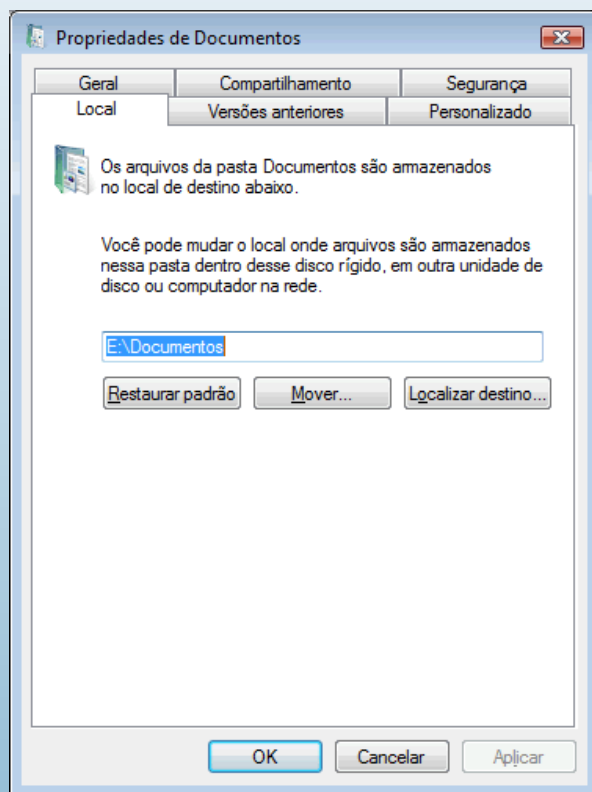 Propriedades de Documentos
Geral Compartilhamento Segurança
Local Versões anteriores Personalizado
Os arquivos da pasta Documentos são armazenados
no local de destino abaixo.
Você pode mudar o local onde arquivos são armazenados
nessa pasta dentro desse disco rígido, em outra unidade de
disco ou computador na rede.
E:\Documentos
Restaurar padrão Mover... Localizar destino...
OK Cancelar Aplicar